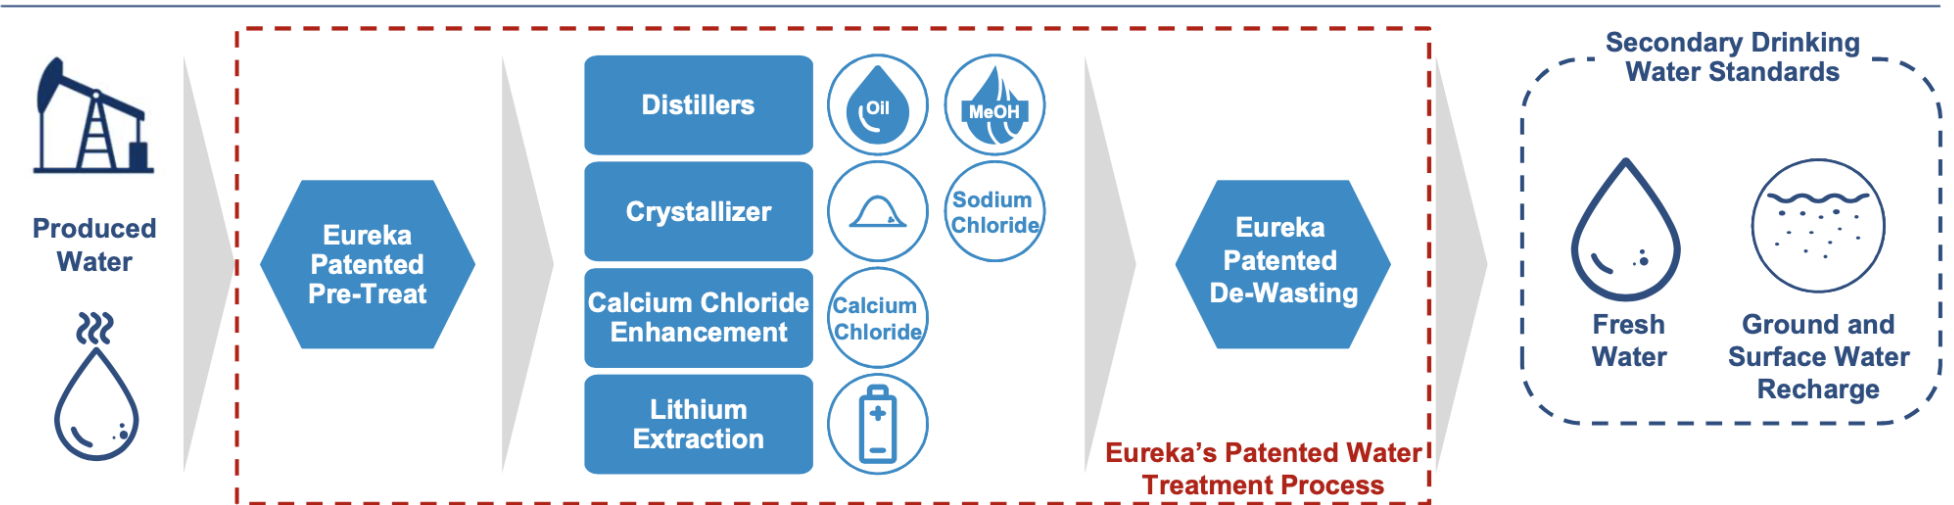 Produced
Water
Eureka
Patented
Pre-Treat
Distillers
Oil
MeOH
Crystallizer
Sodium
Chloride
Calcium Chloride
Enhancement
Calcium
Chloride
Lithium
Extraction
Eureka
Patented
De-Wasting
Eureka’s Patented Water
Treatment Process
Secondary Drinking
Water Standards
Fresh
Water
Ground and
Surface Water
Recharge